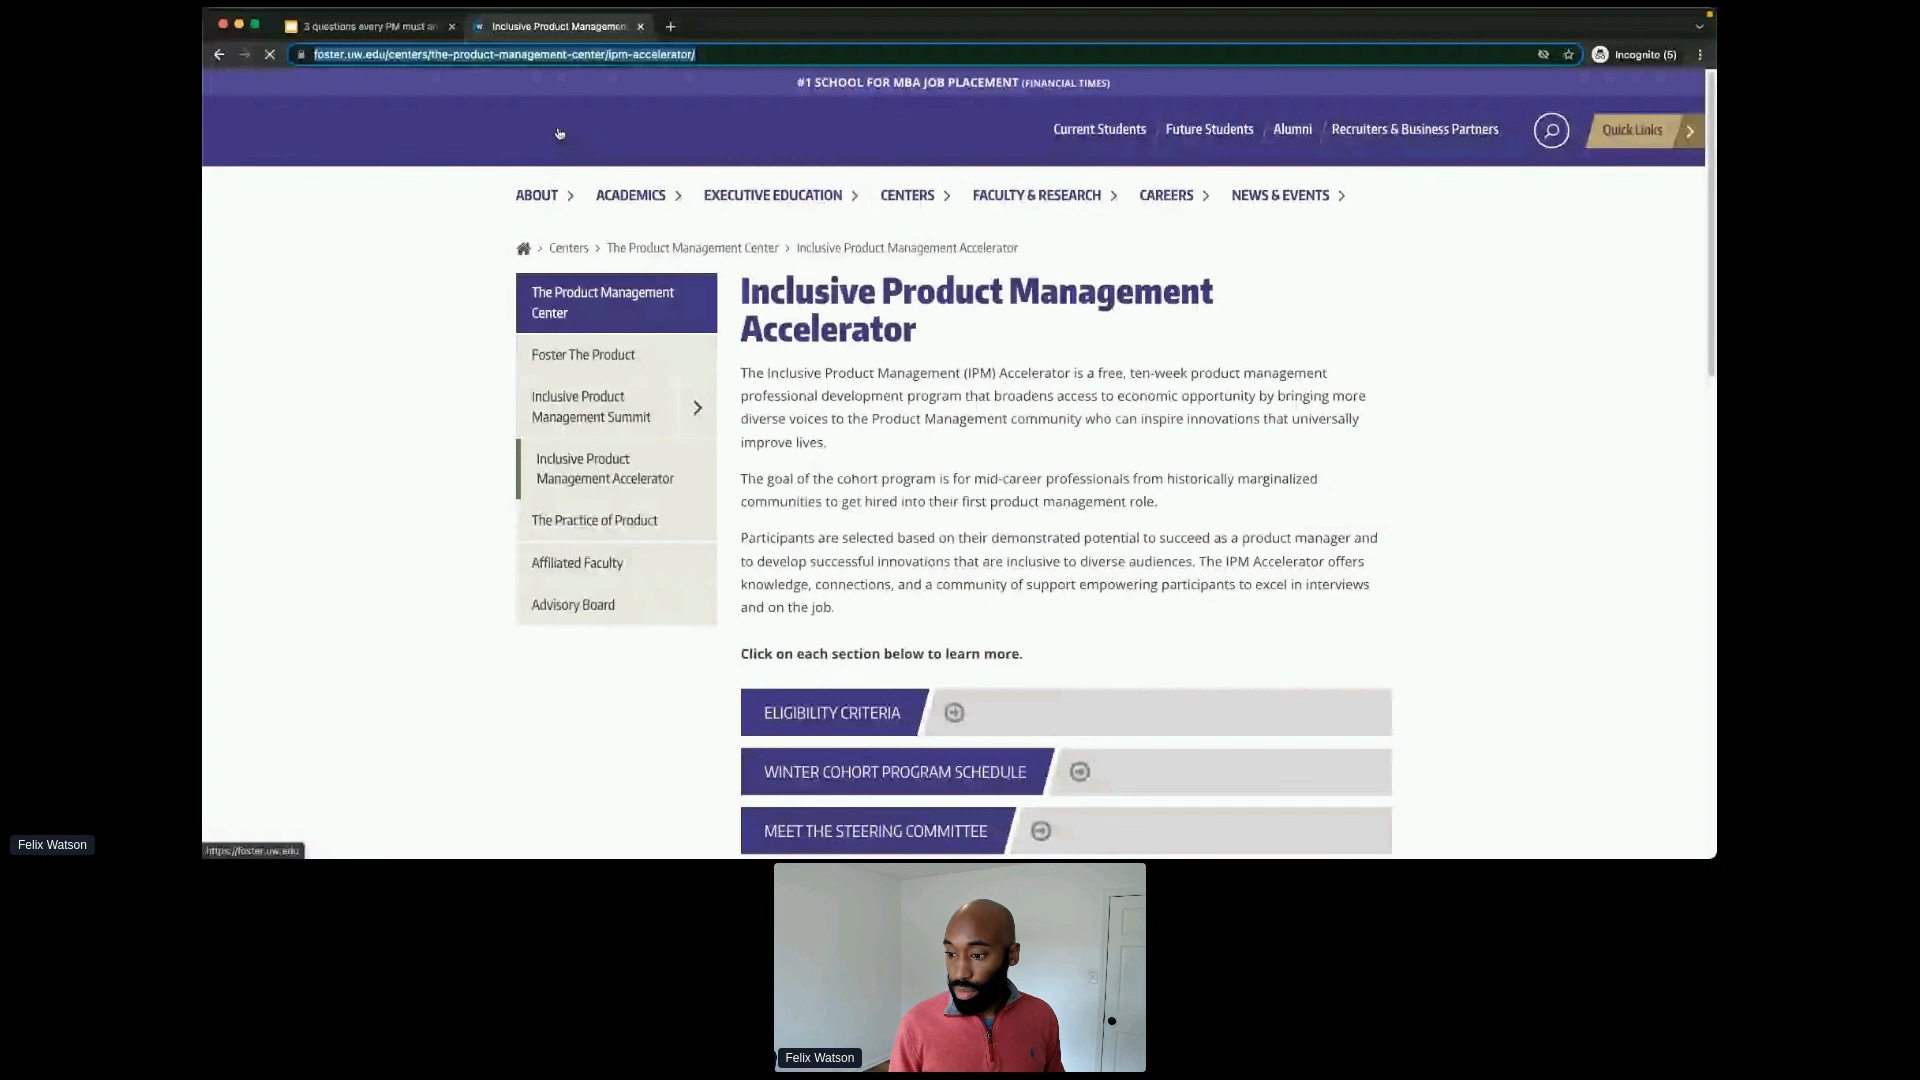 3 questions every PM must an
Inclusive Product Managemen
foster.uw.edu/centers/the-product-management-center/ipm-accelerator/
Incognito (5)
#1 SCHOOL FOR MBA JOB PLACEMENT (FINANCIAL TIMES)
Current Students / Future Students / Alumni / Recruiters & Business Partners
Quick Links
ABOUT > ACADEMICS > EXECUTIVE EDUCATION > CENTERS > FACULTY & RESEARCH > CAREERS > NEWS & EVENTS >
> Centers > The Product Management Center > Inclusive Product Management Accelerator
The Product Management
Center
Foster The Product
Inclusive Product
Management Summit
Inclusive Product
Management Accelerator
The Practice of Product
Affiliated Faculty
Advisory Board
Inclusive Product Management
Accelerator
The Inclusive Product Management (IPM) Accelerator is a free, ten-week product management
professional development program that broadens access to economic opportunity by bringing more
diverse voices to the Product Management community who can inspire innovations that universally
improve lives.
The goal of the cohort program is for mid-career professionals from historically marginalized
communities to get hired into their first product management role.
Participants are selected based on their demonstrated potential to succeed as a product manager and
to develop successful innovations that are inclusive to diverse audiences. The IPM Accelerator offers
knowledge, connections, and a community of support empowering participants to excel in interviews
and on the job.
Click on each section below to learn more.
ELIGIBILITY CRITERIA
WINTER COHORT PROGRAM SCHEDULE
MEET THE STEERING COMMITTEE
Felix Watson
https://foster.uw.edu
Felix Watson